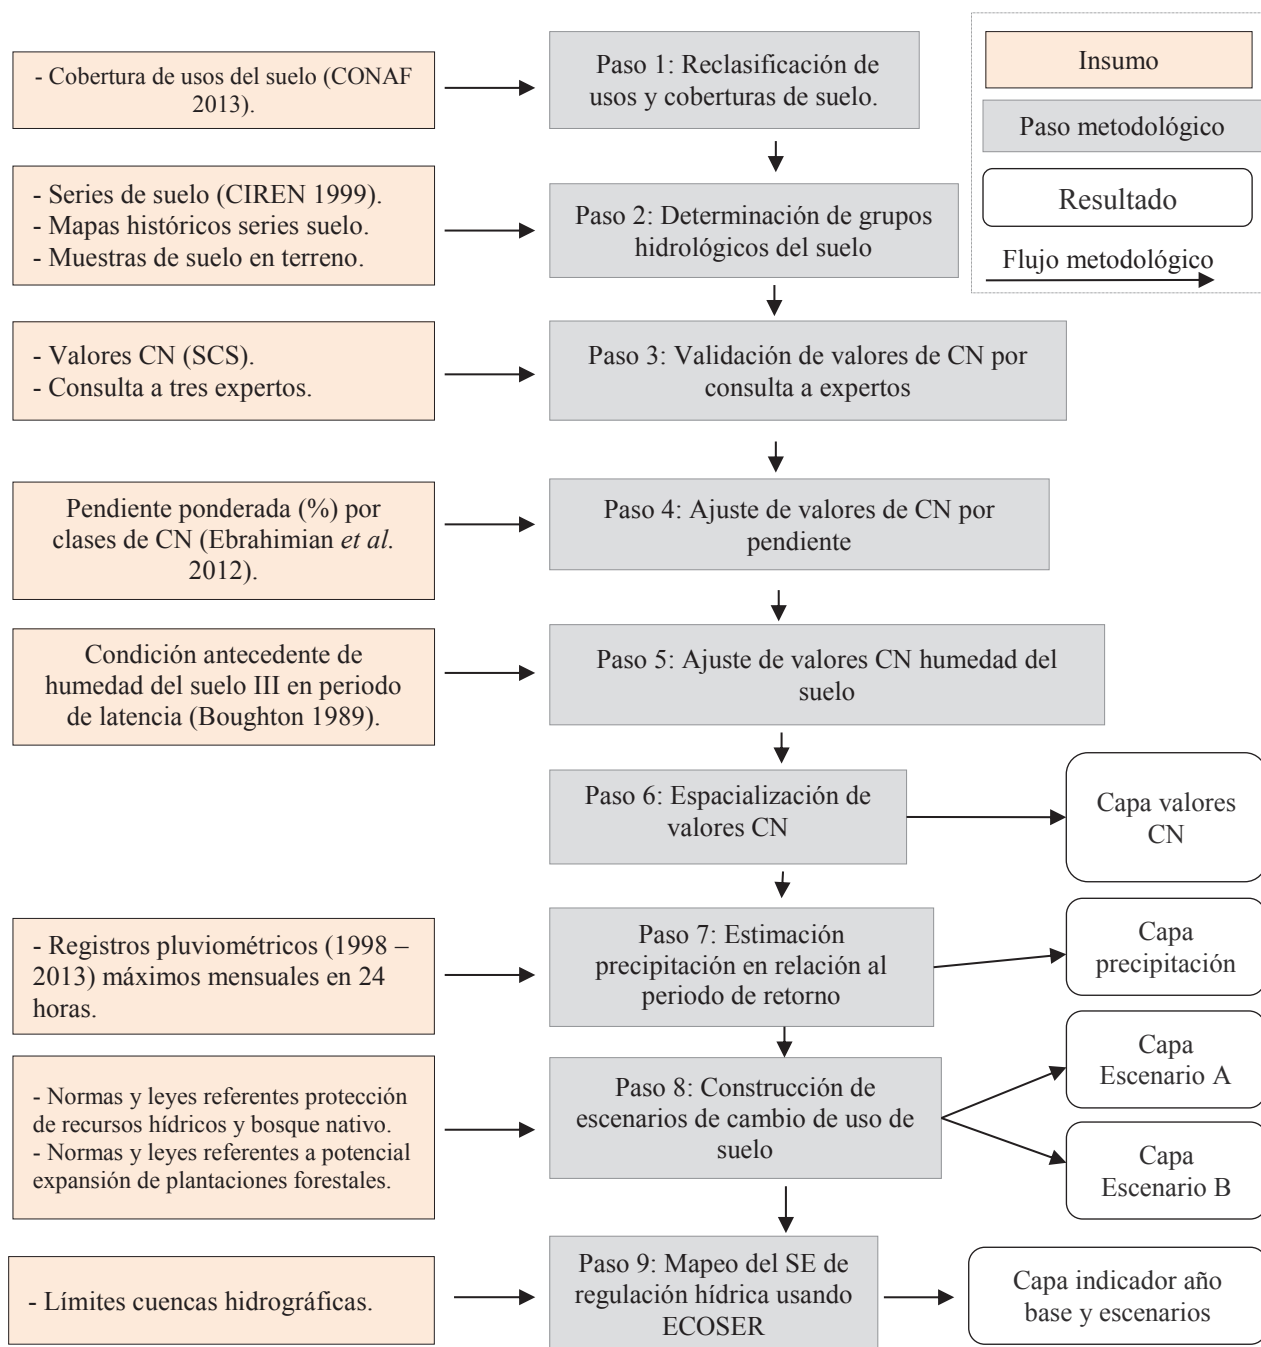 - Cobertura de usos del suelo (CONAF
2013).
Paso 1: Reclasificación de
usos y coberturas de suelo.
Insumo
Paso metodológico
Resultado
Flujo metodológico
- Series de suelo (CIREN 1999).
- Mapas históricos series suelo.
- Muestras de suelo en terreno.
Paso 2: Determinación de grupos
hidrológicos del suelo
- Valores CN (SCS).
- Consulta a tres expertos.
Paso 3: Validación de valores de CN por
consulta a expertos
Pendiente ponderada (%) por
clases de CN (Ebrahimian et al.
2012).
Paso 4: Ajuste de valores de CN por
pendiente
Condición antecedente de
humedad del suelo III en periodo
de latencia (Boughton 1989).
Paso 5: Ajuste de valores CN humedad del
suelo
Paso 6: Espacialización de
valores CN
Capa valores
CN
- Registros pluviométricos (1998 –
2013) máximos mensuales en 24
horas.
Paso 7: Estimación
precipitación en relación al
periodo de retorno
Capa
precipitación
- Normas y leyes referentes protección
de recursos hídricos y bosque nativo.
- Normas y leyes referentes a potencial
expansión de plantaciones forestales.
Paso 8: Construcción de
escenarios de cambio de uso de
suelo
Capa
Escenario A
Capa
Escenario B
- Límites cuencas hidrográficas.
Paso 9: Mapeo del SE de
regulación hídrica usando
ECOSER
Capa indicador año
base y escenarios